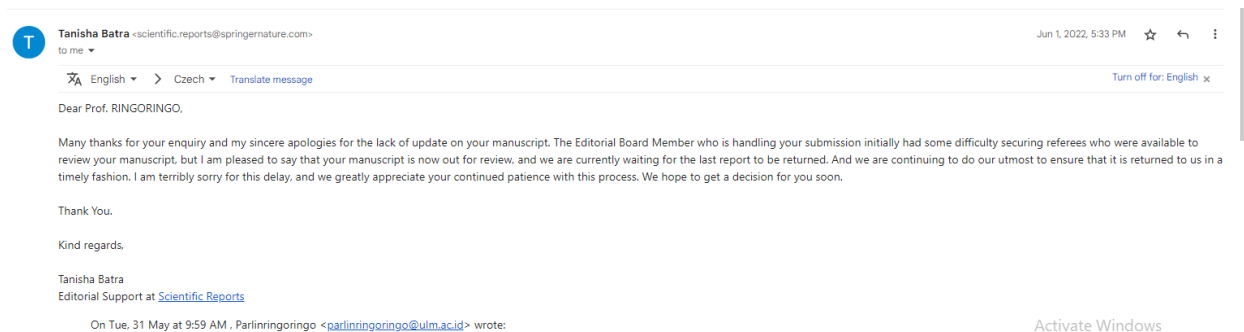 T
Tanisha Batra <scientific.reports@springernature.com>
Jun 1, 2022, 5:33 PM
to me
English > Czech Translate message
Turn off for: English x
Dear Prof. RINGORINGO,
Many thanks for your enquiry and my sincere apologies for the lack of update on your manuscript. The Editorial Board Member who is handling your submission initially had some difficulty securing referees who were available to
review your manuscript, but I am pleased to say that your manuscript is now out for review, and we are currently waiting for the last report to be returned. And we are continuing to do our utmost to ensure that it is returned to us in a
timely fashion. I am terribly sorry for this delay, and we greatly appreciate your continued patience with this process. We hope to get a decision for you soon.
Thank You.
Kind regards,
Tanisha Batra
Editorial Support at Scientific Reports
On Tue, 31 May at 9:59 AM , Parlinringoringo <parlinringoringo@ulm.ac.id> wrote:
Activate Windows